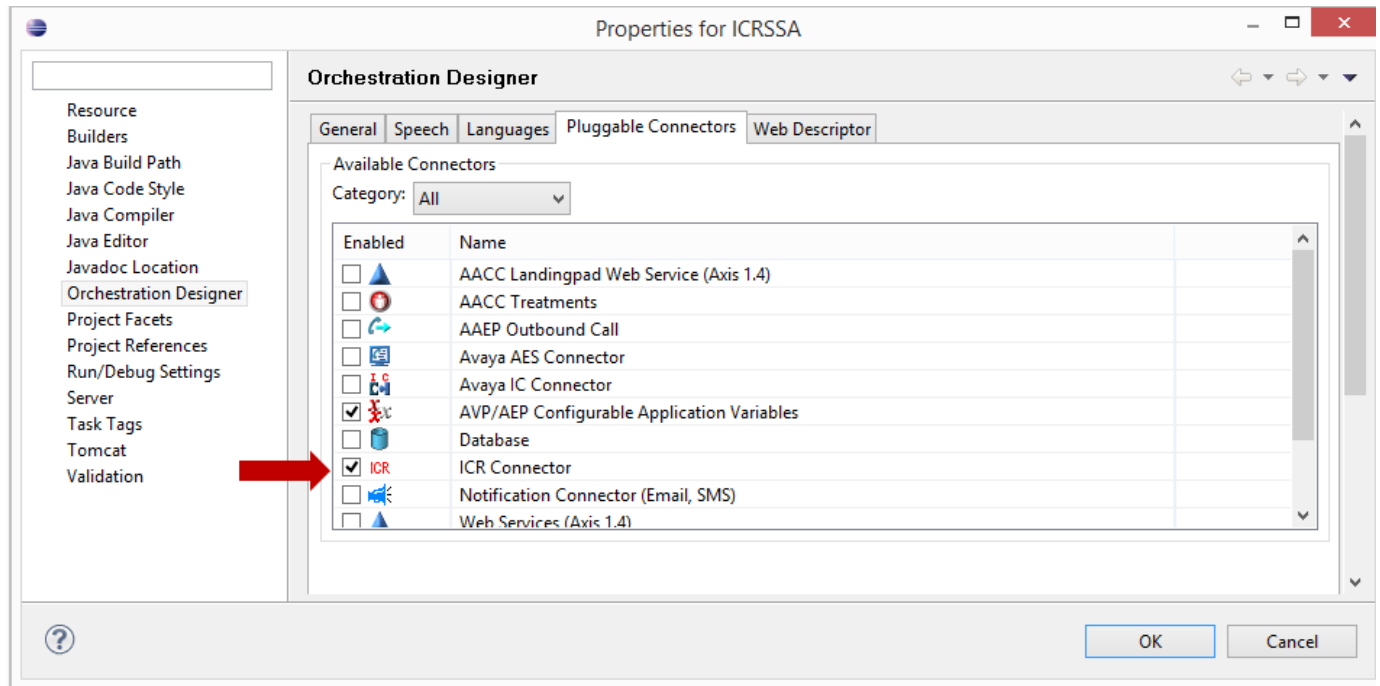 Properties for ICRSSA
Resource
Builders
Java Build Path
Java Code Style
Java Compiler
Java Editor
Javadoc Location
Orchestration Designer
Project Facets
Project References
Run/Debug Settings
Server
Task Tags
Tomcat
Validation
Orchestration Designer
General Speech Languages Pluggable Connectors Web Descriptor
Available Connectors
Category: All
Enabled Name
AACC Landingpad Web Service (Axis 1.4)
AACC Treatments
AAEP Outbound Call
Avaya AES Connector
I C Avaya IC Connector
AVP/AEP Configurable Application Variables
Database
ICR ICR Connector
Notification Connector (Email, SMS)
Web Services (Axis 1.4)
OK Cancel